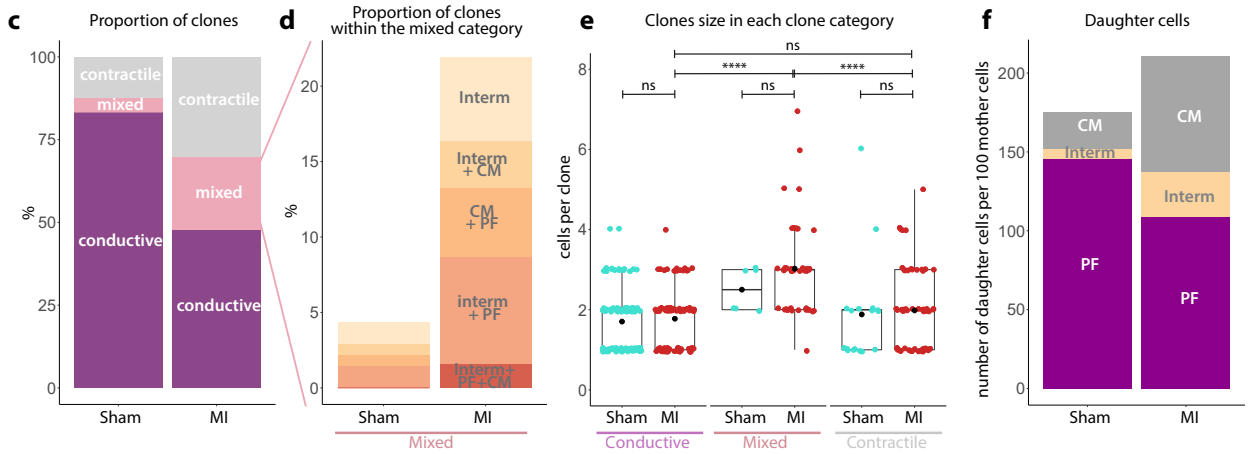 c
Proportion of clones
%
100
75
50
25
0
contractile
mixed
conductive
contractile
mixed
conductive
Sham
MI
d
Proportion of clones
within the mixed category
%
20
15
10
5
0
Interm
Interm
+ CM
CM
+ PF
interm
+ PF
Interm+
PF+CM
Sham
MI
Mixed
e
Clones size in each clone category
cells per clone
8
6
4
2
0
ns
****
****
ns
ns
ns
Sham
MI
Sham
MI
Sham
MI
Conductive
Mixed
Contractile
f
Daughter cells
number of daughter cells per 100 mother cells
200
150
100
50
0
CM
Interm
PF
CM
Interm
PF
Sham
MI